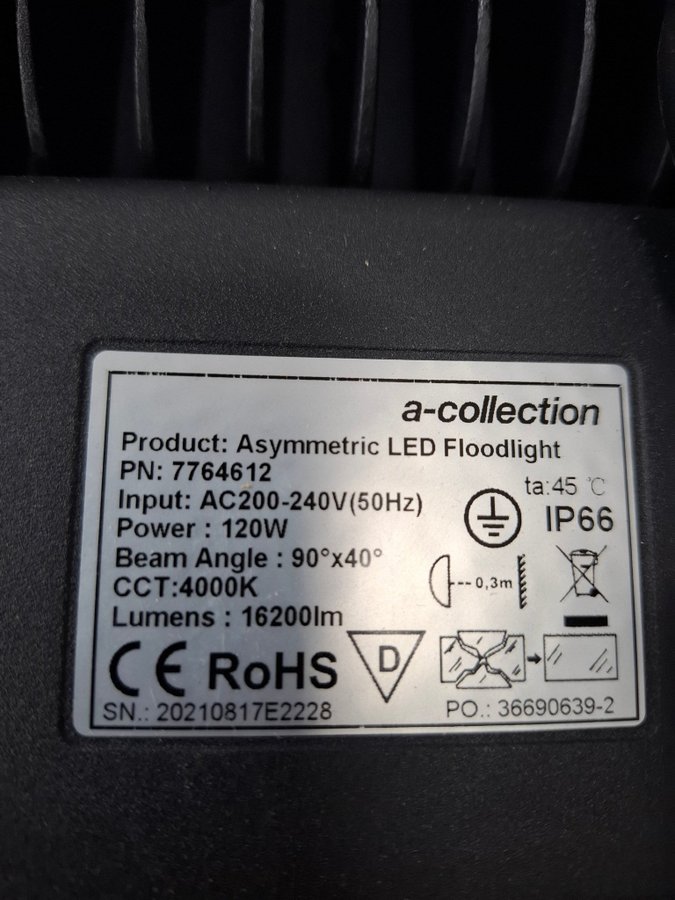 a-collection
Product: Asymmetric LED Floodlight
PN: 7764612
Input: AC200-240V(50Hz)
Power : 120W
Beam Angle : 90°x40°
CCT:4000K
Lumens : 16200lm
ta:45 ℃
IP66
0,3m
CE RoHS
D
SN.: 20210817E2228
PO.: 36690639-2